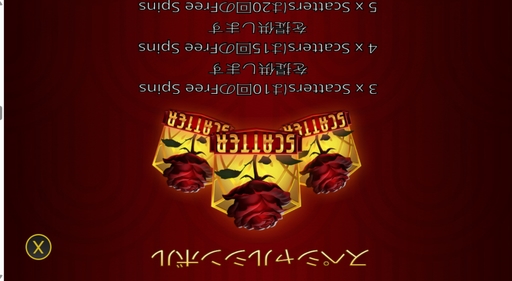 スペシャルシンボル
X
SCATTER
SCATTER
SCATTER
3 x Scattersは10回のFree Spins
を提供します
4 x Scattersは15回のFree Spins
を提供します
5 x Scattersは20回のFree Spins